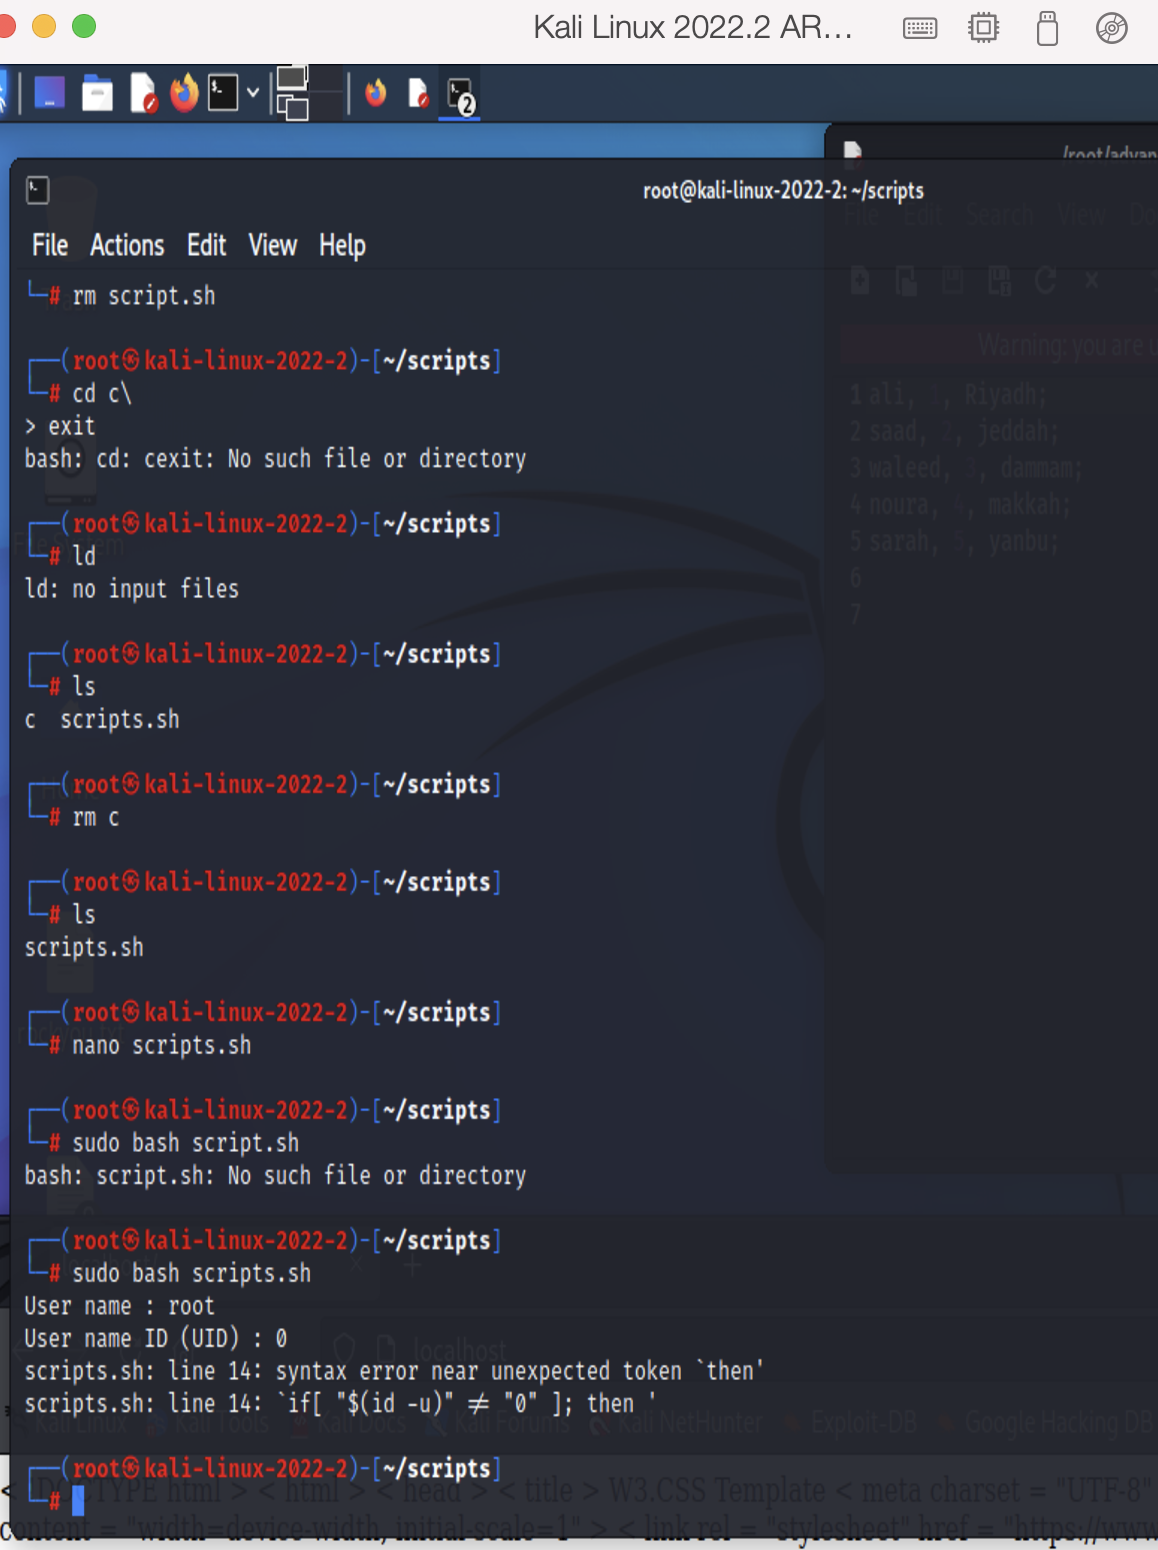 Kali Linux 2022.2 AR...
2
/root/advan
root@kali-linux-2022-2: ~/scripts
File Edit Search View Do
File Actions Edit View Help
└─# rm script.sh
┌──(root㉿kali-linux-2022-2)-[~/scripts]
└─# cd c\
> exit
bash: cd: cexit: No such file or directory
┌──(root㉿kali-linux-2022-2)-[~/scripts]
└─# ld
ld: no input files
┌──(root㉿kali-linux-2022-2)-[~/scripts]
└─# ls
c  scripts.sh
┌──(root㉿kali-linux-2022-2)-[~/scripts]
└─# rm c
┌──(root㉿kali-linux-2022-2)-[~/scripts]
└─# ls
scripts.sh
┌──(root㉿kali-linux-2022-2)-[~/scripts]
└─# nano scripts.sh
┌──(root㉿kali-linux-2022-2)-[~/scripts]
└─# sudo bash script.sh
bash: script.sh: No such file or directory
┌──(root㉿kali-linux-2022-2)-[~/scripts]
└─# sudo bash scripts.sh
User name : root
User name ID (UID) : 0
scripts.sh: line 14: syntax error near unexpected token `then'
scripts.sh: line 14: `if[ "$(id -u)" ≠ "0" ]; then '
┌──(root㉿kali-linux-2022-2)-[~/scripts]
└─#
Warning: you are u
1 ali, 1, Riyadh;
2 saad, 2, jeddah;
3 waleed, 3, dammam;
4 noura, 4, makkah;
5 sarah, 5, yanbu;
6
7
File System
rockyou.txt
localhost
Kali Linux Kali Tools Kali Docs Kali Forums Kali NetHunter Exploit-DB Google Hacking DB
< !DOCTYPE html > < html > < head > < title > W3.CSS Template < meta charset = "UTF-8"
content = "width=device-width, initial-scale=1" > < link rel = "stylesheet" href = "https://www